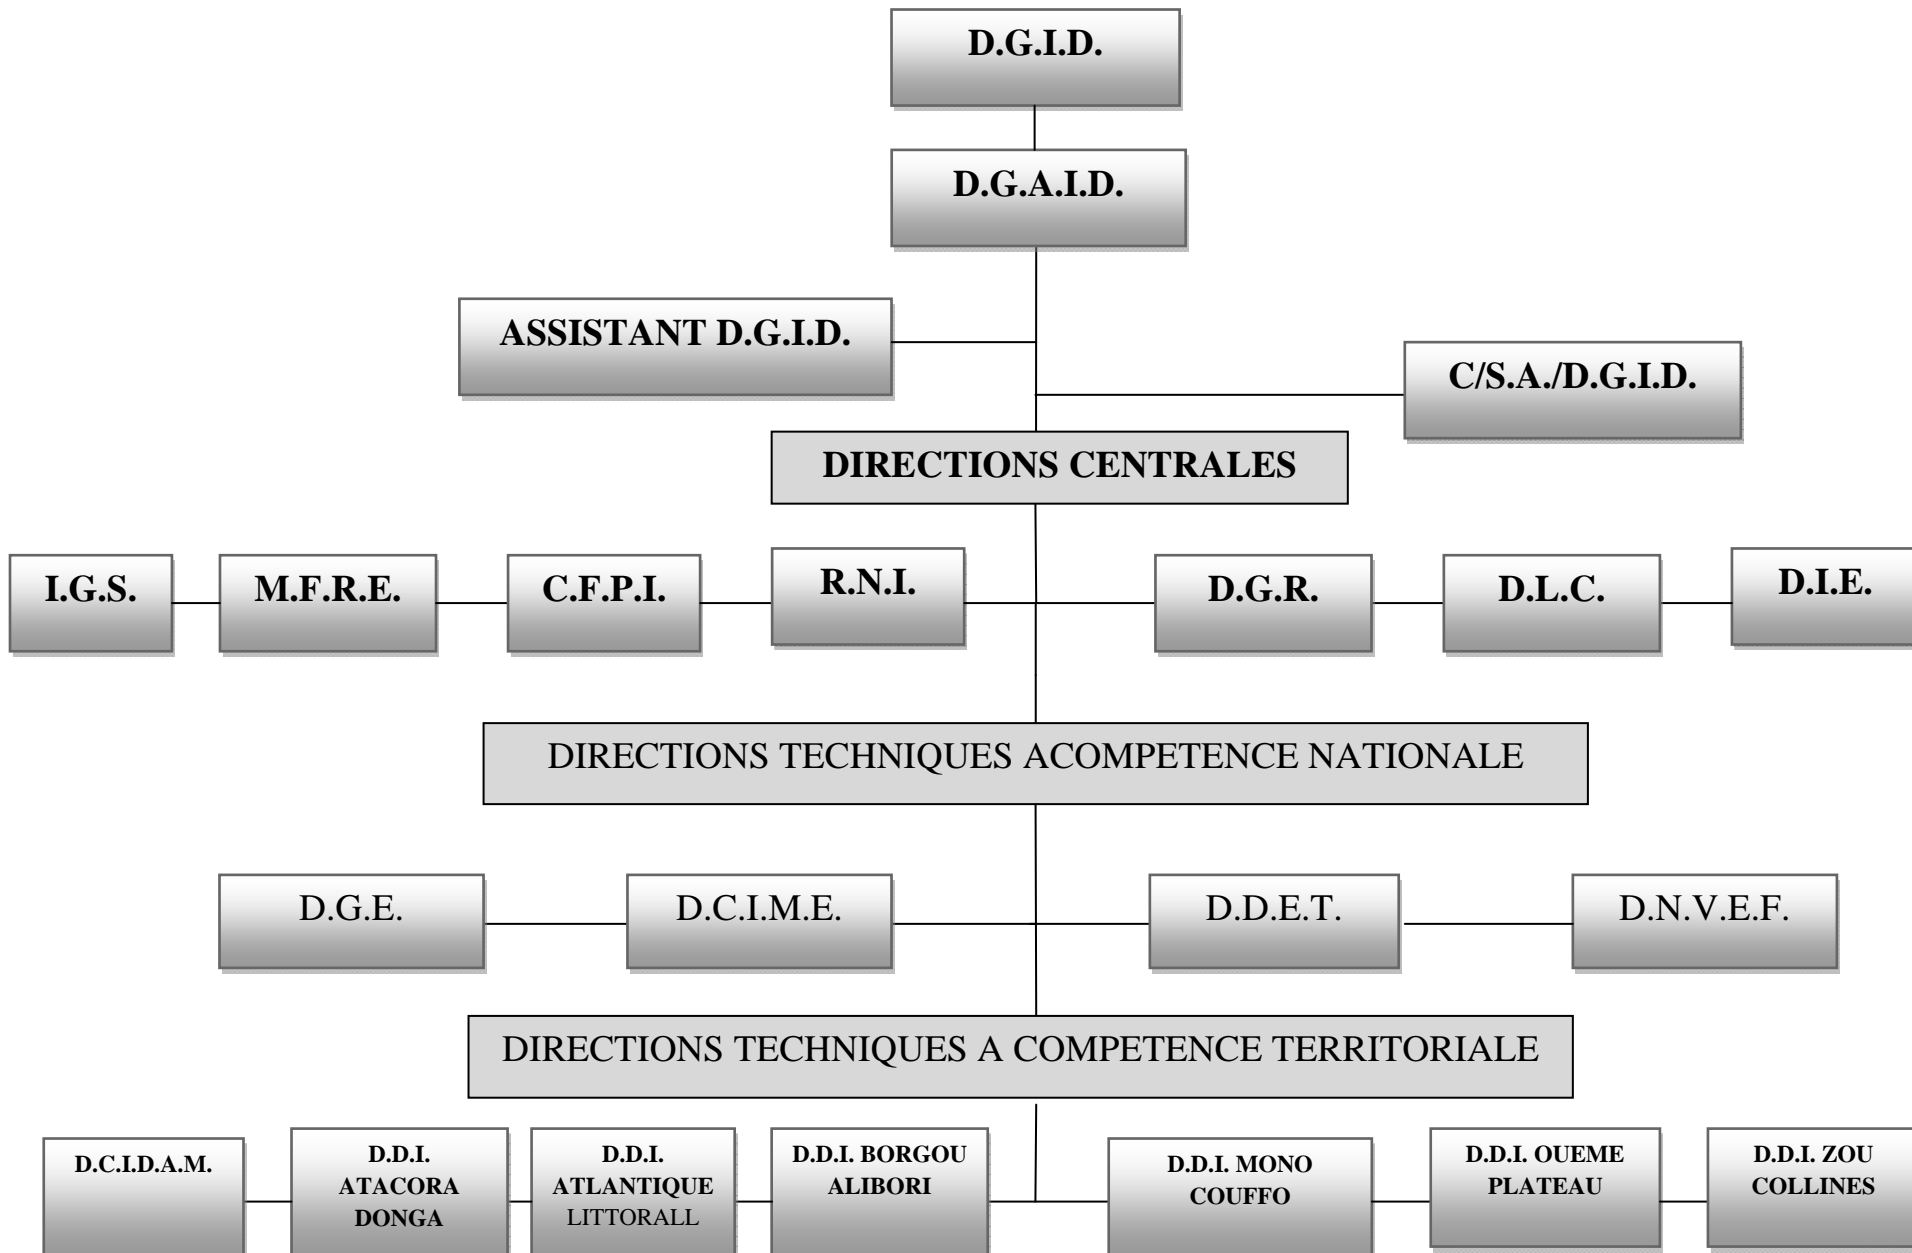 D.G.I.D.
D.G.A.I.D.
ASSISTANT D.G.I.D.
C/S.A./D.G.I.D.
DIRECTIONS CENTRALES
I.G.S.
M.F.R.E.
C.F.P.I.
R.N.I.
D.G.R.
D.L.C.
D.I.E.
DIRECTIONS TECHNIQUES ACOMPETENCE NATIONALE
D.G.E.
D.C.I.M.E.
D.D.E.T.
D.N.V.E.F.
DIRECTIONS TECHNIQUES A COMPETENCE TERRITORIALE
D.C.I.D.A.M.
D.D.I.
ATACORA
DONGA
D.D.I.
ATLANTIQUE
LITTORALL
D.D.I. BORGOU
ALIBORI
D.D.I. MONO
COUFFO
D.D.I. OUEME
PLATEAU
D.D.I. ZOU
COLLINES